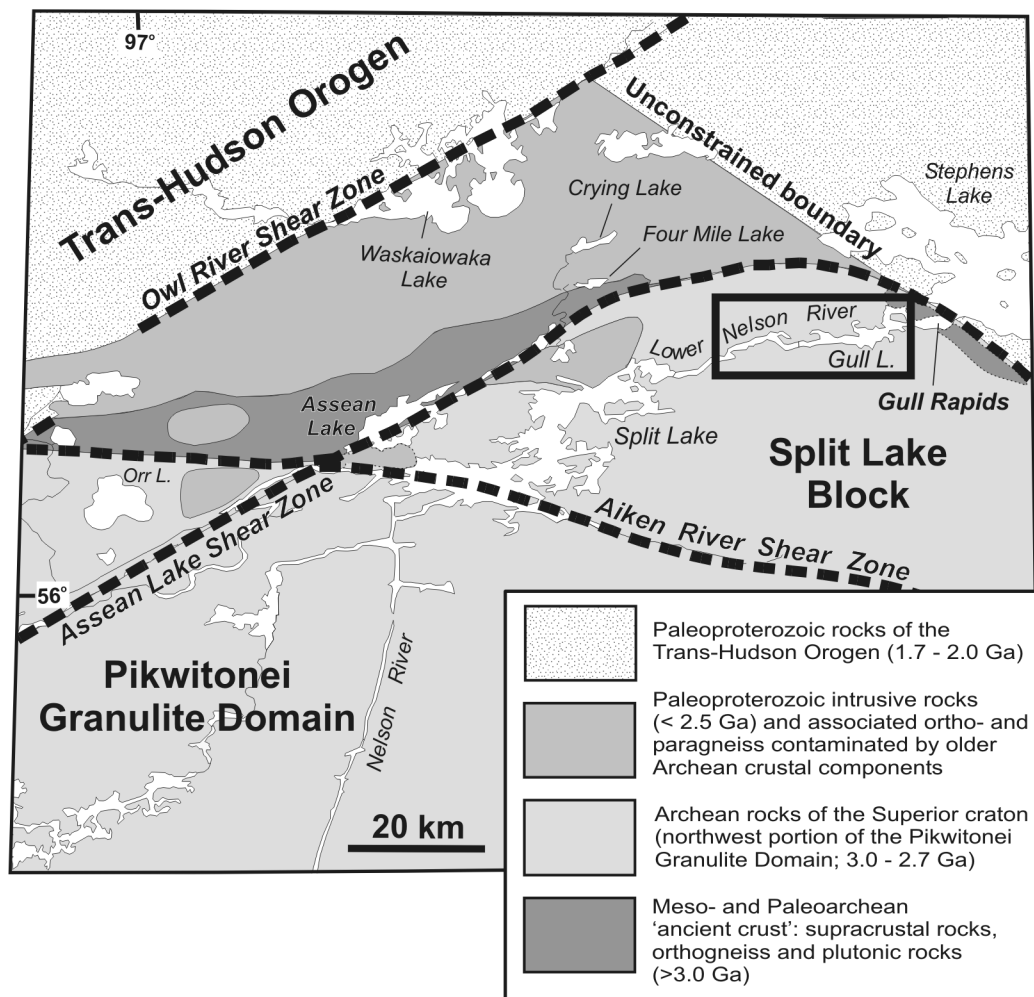 97°
Trans-Hudson Orogen
Unconstrained boundary
Stephens
Lake
Crying Lake
Owl River Shear Zone
Four Mile Lake
Waskaiowaka
Lake
Lower Nelson River
Gull L.
Assean
Lake
Gull Rapids
Split Lake
Split Lake
Block
Orr L.
Aiken River Shear Zone
Assean Lake Shear Zone
56°
Pikwitonei
Granulite Domain
Nelson River
20 km
Paleoproterozoic rocks of the
Trans-Hudson Orogen (1.7 - 2.0 Ga)
Paleoproterozoic intrusive rocks
(< 2.5 Ga) and associated ortho- and
paragneiss contaminated by older
Archean crustal components
Archean rocks of the Superior craton
(northwest portion of the Pikwitonei
Granulite Domain; 3.0 - 2.7 Ga)
Meso- and Paleoarchean
‘ancient crust’: supracrustal rocks,
orthogneiss and plutonic rocks
(>3.0 Ga)